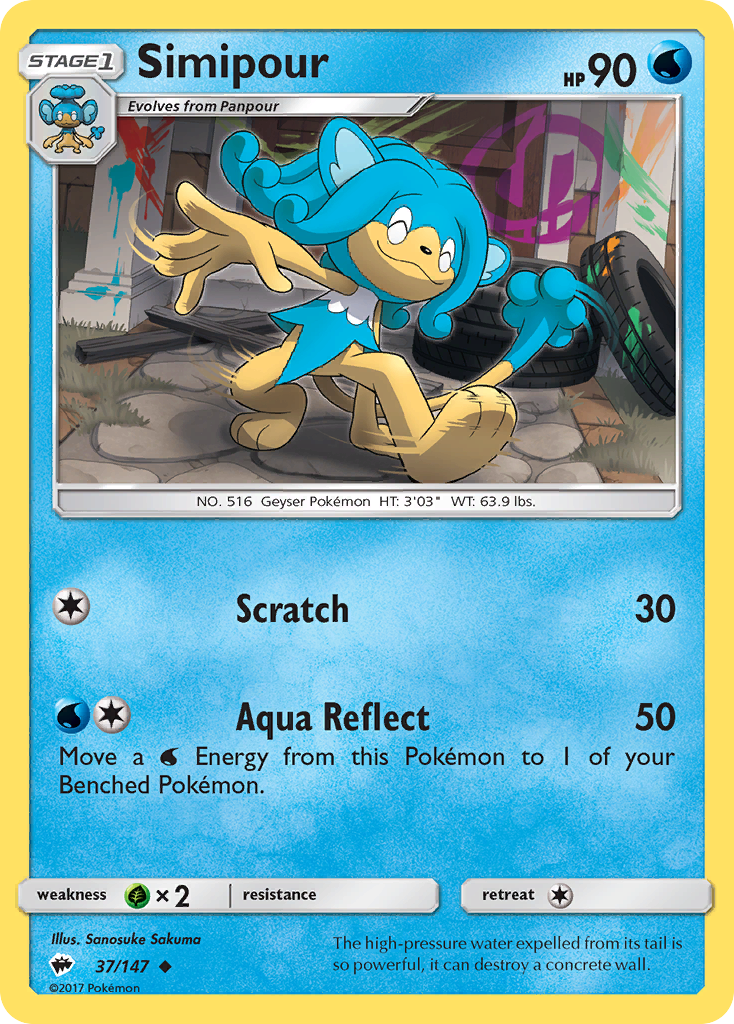 STAGE1
Simipour
HP 90
Evolves from Panpour
NO. 516 Geyser Pokémon HT: 3'03" WT: 63.9 lbs.
Scratch 30
Aqua Reflect 50
Move a Energy from this Pokémon to 1 of your
Benched Pokémon.
weakness × 2 resistance retreat
Illus. Sanosuke Sakuma
37/147
©2017 Pokémon
The high-pressure water expelled from its tail is
so powerful, it can destroy a concrete wall.